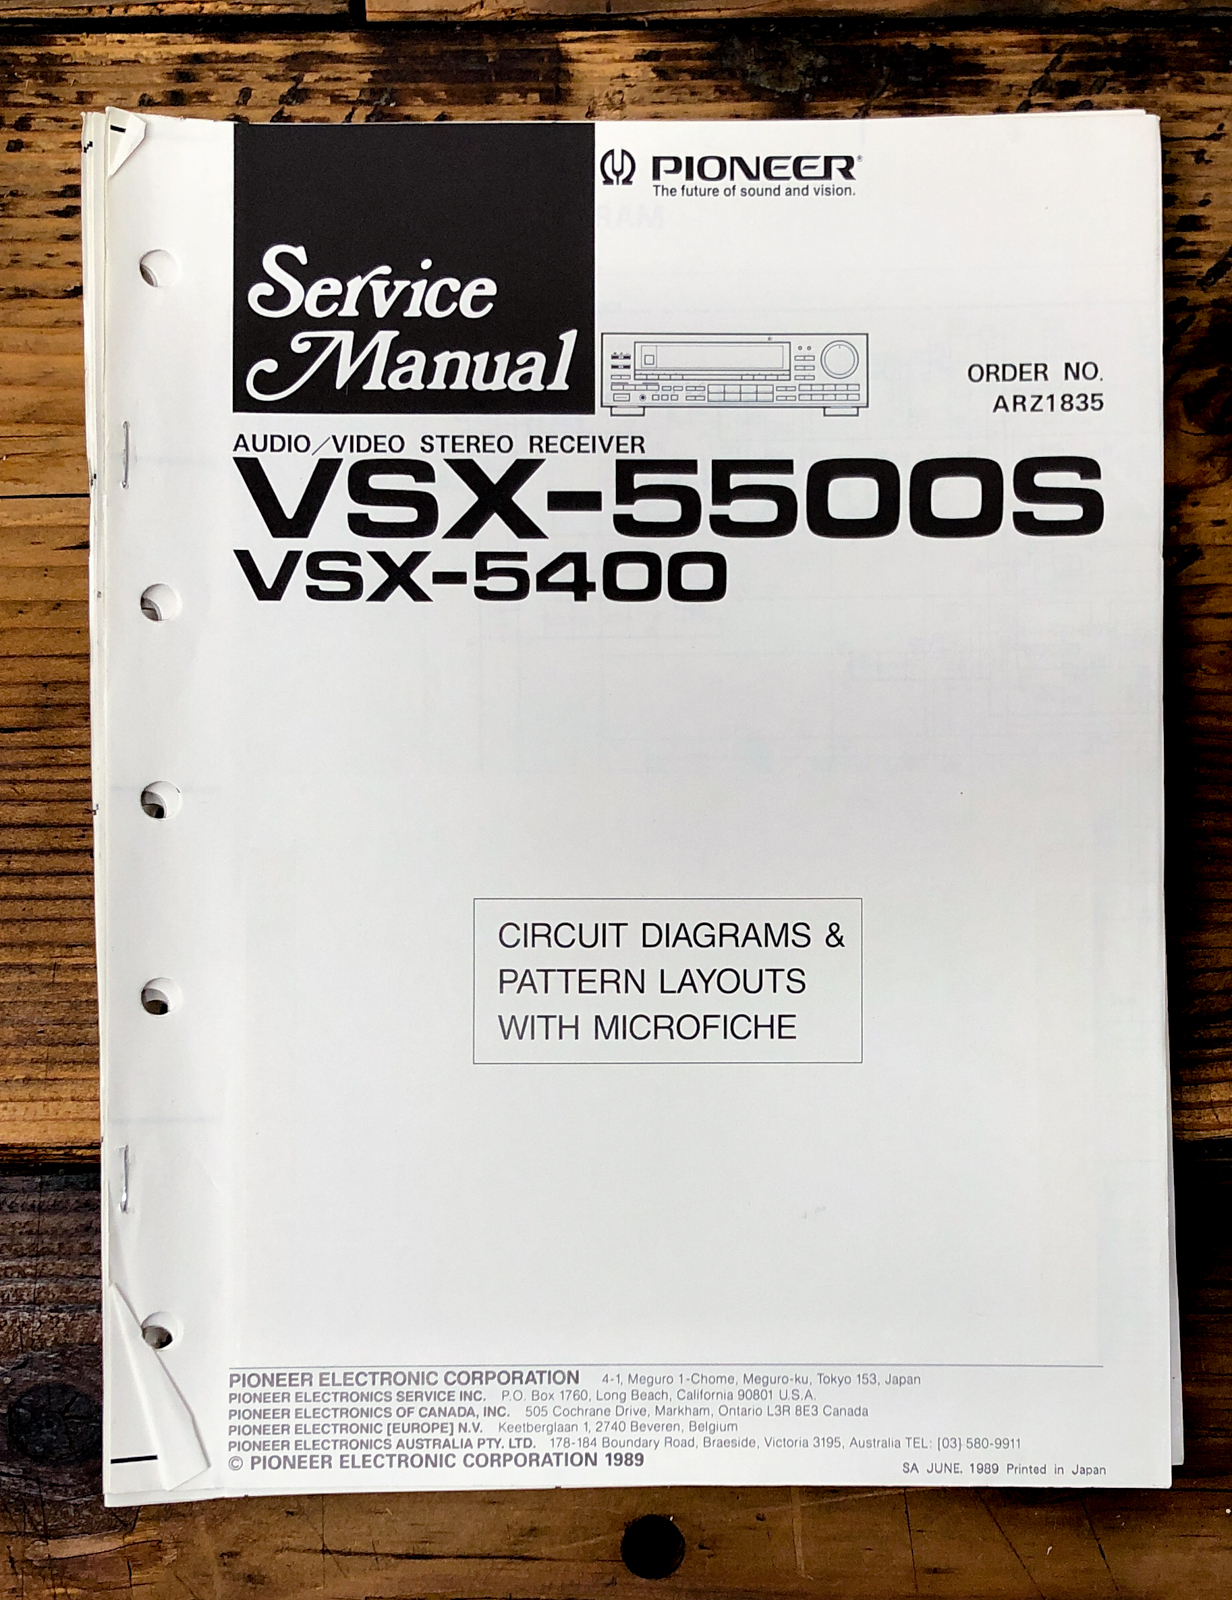 PIONEER®
The future of sound and vision.
Service
Manual
ORDER NO.
ARZ1835
AUDIO/VIDEO STEREO RECEIVER
VSX-5500S
VSX-5400
CIRCUIT DIAGRAMS &
PATTERN LAYOUTS
WITH MICROFICHE
PIONEER ELECTRONIC CORPORATION 4-1, Meguro 1-Chome, Meguro-ku, Tokyo 153, Japan
PIONEER ELECTRONICS SERVICE INC. P.O. Box 1760, Long Beach, California 90801 U.S.A.
PIONEER ELECTRONICS OF CANADA, INC. 505 Cochrane Drive, Markham, Ontario L3R 8E3 Canada
PIONEER ELECTRONIC [EUROPE] N.V. Keetberglaan 1, 2740 Beveren, Belgium
PIONEER ELECTRONICS AUSTRALIA PTY. LTD. 178-184 Boundary Road, Braeside, Victoria 3195, Australia TEL: [03] 580-9911
© PIONEER ELECTRONIC CORPORATION 1989
SA JUNE. 1989 Printed in Japan